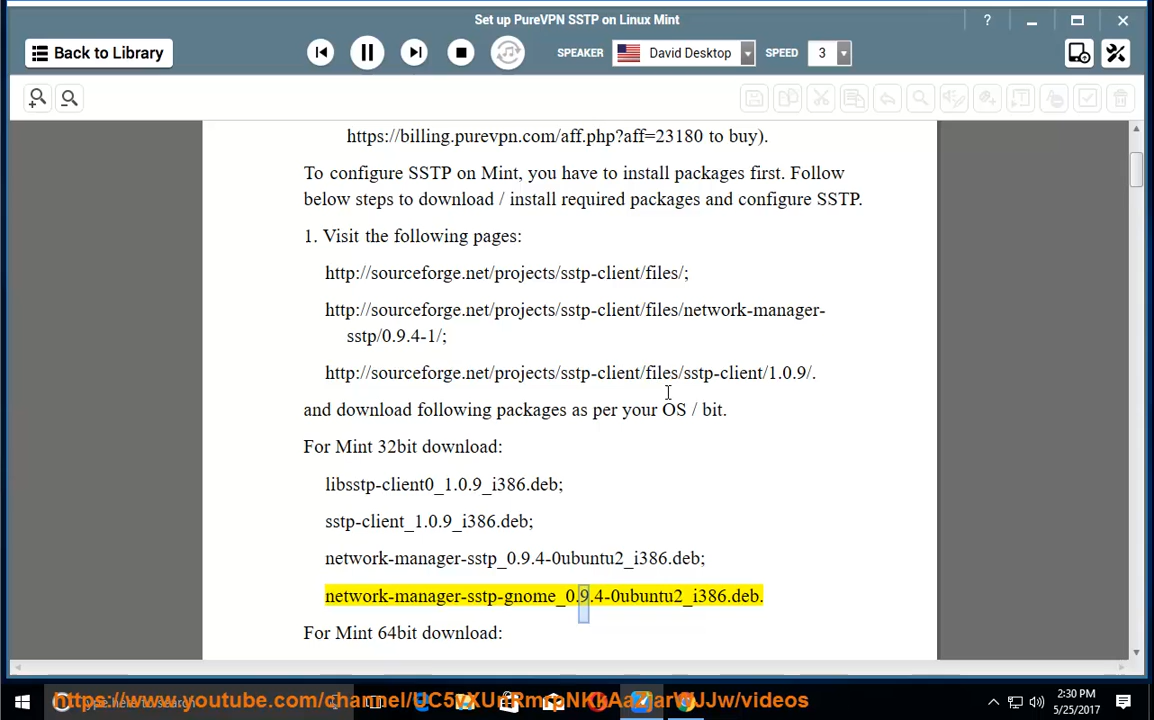 Set up PureVPN SSTP on Linux Mint
Back to Library
SPEAKER
David Desktop
SPEED
3
https://billing.purevpn.com/aff.php?aff=23180 to buy).
To configure SSTP on Mint, you have to install packages first. Follow
below steps to download / install required packages and configure SSTP.
1. Visit the following pages:
http://sourceforge.net/projects/sstp-client/files/;
http://sourceforge.net/projects/sstp-client/files/network-manager-
sstp/0.9.4-1/;
http://sourceforge.net/projects/sstp-client/files/sstp-client/1.0.9/.
and download following packages as per your OS / bit.
For Mint 32bit download:
libsstp-client0_1.0.9_i386.deb;
sstp-client_1.0.9_i386.deb;
network-manager-sstp_0.9.4-0ubuntu2_i386.deb;
network-manager-sstp-gnome_0.9.4-0ubuntu2_i386.deb.
For Mint 64bit download:
2:30 PM
5/25/2017